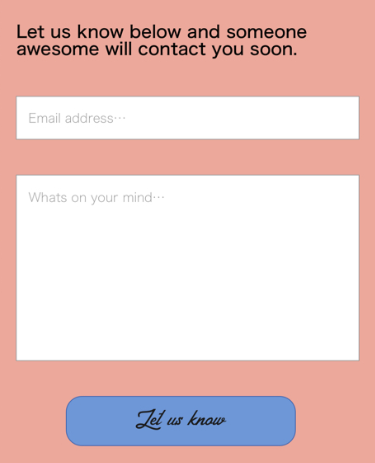 Let us know below and someone
awesome will contact you soon.
Email address…
Whats on your mind…
Let us know